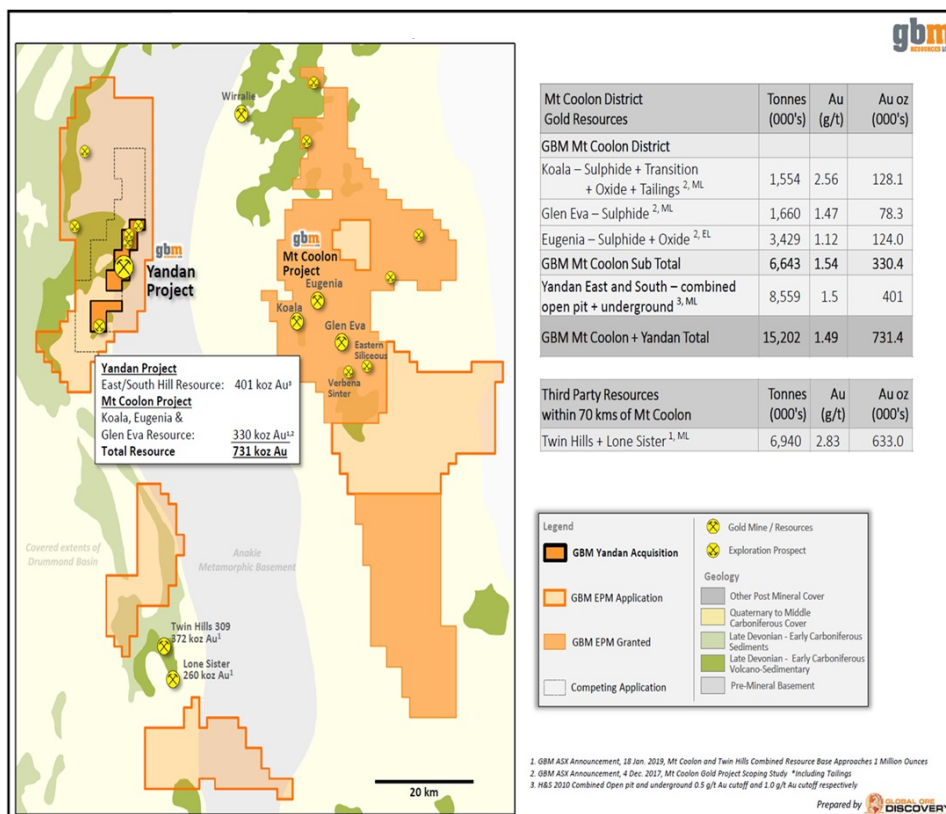 gbm
RESOURCES LTD
Wirralie
gbm
Yandan
Project
gbm
Mt Coolon
Project
Eugenia
Koala
Glen Eva
Eastern
Siliceous
Verbena
Sinter
Yandan Project
East/South Hill Resource: 401 koz Au³
Mt Coolon Project
Koala, Eugenia &
Glen Eva Resource: 330 koz Au¹,²
Total Resource 731 koz Au
Covered extents of
Drummond Basin
Anakie
Metamorphic Basement
Twin Hills 309
372 koz Au¹
Lone Sister
260 koz Au¹
20 km
Mt Coolon District Tonnes Au Au oz
Gold Resources (000's) (g/t) (000's)
GBM Mt Coolon District
Koala – Sulphide + Transition
+ Oxide + Tailings ², ᴹᴸ 1,554 2.56 128.1
Glen Eva – Sulphide ², ᴹᴸ 1,660 1.47 78.3
Eugenia – Sulphide + Oxide ², ᴱᴸ 3,429 1.12 124.0
GBM Mt Coolon Sub Total 6,643 1.54 330.4
Yandan East and South – combined
open pit + underground ³, ᴹᴸ 8,559 1.5 401
GBM Mt Coolon + Yandan Total 15,202 1.49 731.4
Third Party Resources Tonnes Au Au oz
within 70 kms of Mt Coolon (000's) (g/t) (000's)
Twin Hills + Lone Sister ¹, ᴹᴸ 6,940 2.83 633.0
Legend
GBM Yandan Acquisition
GBM EPM Application
GBM EPM Granted
Competing Application
Gold Mine / Resources
Exploration Prospect
Geology
Other Post Mineral Cover
Quaternary to Middle
Carboniferous Cover
Late Devonian - Early Carboniferous
Sediments
Late Devonian - Early Carboniferous
Volcano-Sedimentary
Pre-Mineral Basement
1. GBM ASX Announcement, 18 Jan. 2019, Mt Coolon and Twin Hills Combined Resource Base Approaches 1 Million Ounces
2. GBM ASX Announcement, 4 Dec. 2017, Mt Coolon Gold Project Scoping Study *Including Tailings
3. H&S 2010 Combined Open pit and underground 0.5 g/t Au cutoff and 1.0 g/t Au cutoff respectively
Prepared by GLOBAL ORE
DISCOVERY